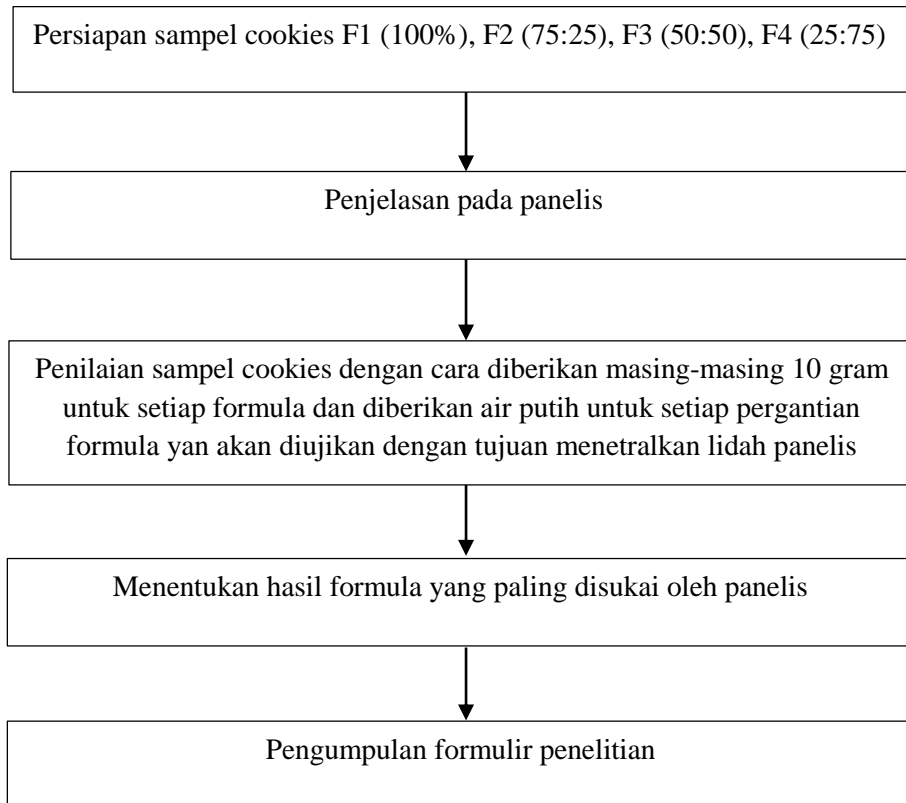 Persiapan sampel cookies F1 (100%), F2 (75:25), F3 (50:50), F4 (25:75)
Penjelasan pada panelis
Penilaian sampel cookies dengan cara diberikan masing-masing 10 gram
untuk setiap formula dan diberikan air putih untuk setiap pergantian
formula yan akan diujikan dengan tujuan menetralkan lidah panelis
Menentukan hasil formula yang paling disukai oleh panelis
Pengumpulan formulir penelitian